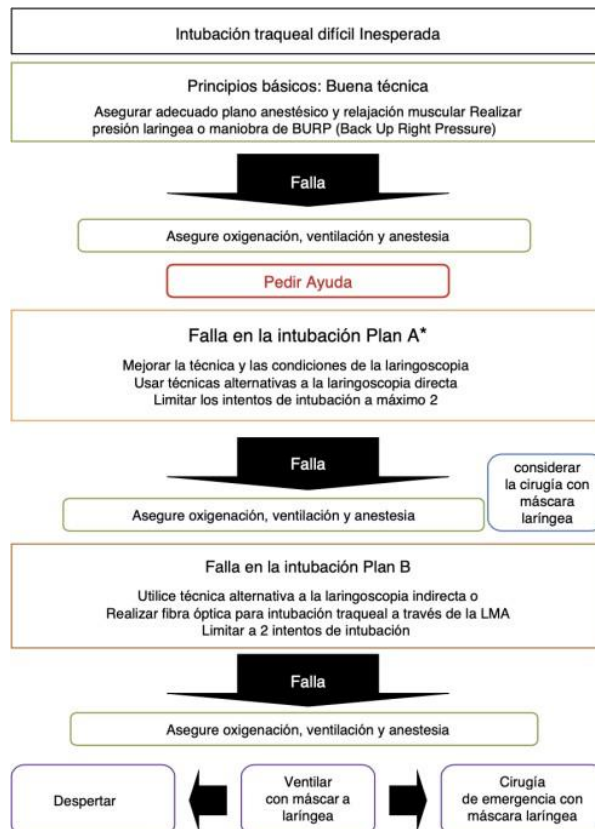 Intubación traqueal difícil Inesperada
Principios básicos: Buena técnica
Asegurar adecuado plano anestésico y relajación muscular Realizar
presión laringea o maniobra de BURP (Back Up Right Pressure)
Falla
Asegure oxigenación, ventilación y anestesia
Pedir Ayuda
Falla en la intubación Plan A*
Mejorar la técnica y las condiciones de la laringoscopia
Usar técnicas alternativas a la laringoscopia directa
Limitar los intentos de intubación a máximo 2
Falla
considerar
la cirugía con
máscara
laríngea
Asegure oxigenación, ventilación y anestesia
Falla en la intubación Plan B
Utilice técnica alternativa a la laringoscopia indirecta o
Realizar fibra óptica para intubación traqueal a través de la LMA
Limitar a 2 intentos de intubación
Falla
Asegure oxigenación, ventilación y anestesia
Despertar
Ventilar
con máscar a
laríngea
Cirugía
de emergencia con
máscara laríngea